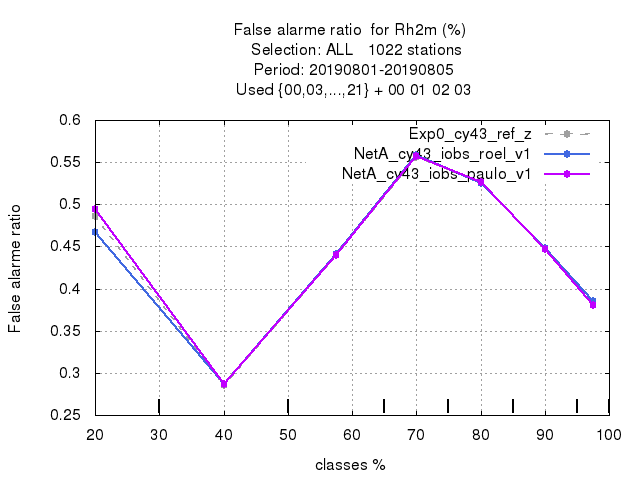 False alarme ratio  for Rh2m (%)
Selection: ALL   1022 stations
Period: 20190801-20190805
Used {00,03,...,21} + 00 01 02 03
Exp0_cy43_ref_z
NetA_cy43_iobs_roel_v1
NetA_cy43_iobs_paulo_v1
0.6
0.55
0.5
0.45
0.4
0.35
0.3
0.25
False alarme ratio
20 30 40 50 60 70 80 90 100
classes %